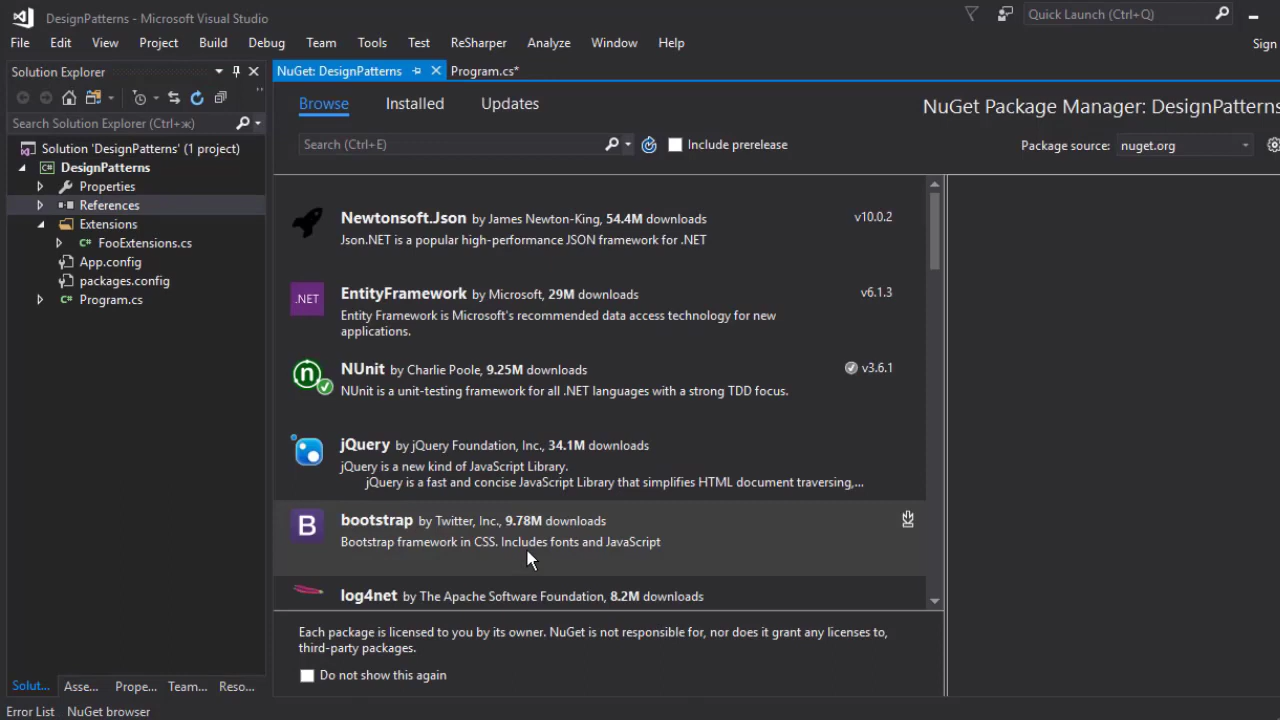 DesignPatterns - Microsoft Visual Studio
Quick Launch (Ctrl+Q)
File Edit View Project Build Debug Team Tools Test ReSharper Analyze Window Help
Sign
Solution Explorer
NuGet: DesignPatterns
Program.cs*
Search Solution Explorer (Ctrl+ж)
Solution 'DesignPatterns' (1 project)
C# DesignPatterns
Properties
References
Extensions
C# FooExtensions.cs
App.config
packages.config
C# Program.cs
Browse Installed Updates
NuGet Package Manager: DesignPatterns
Search (Ctrl+E)
Include prerelease
Package source: nuget.org
Newtonsoft.Json by James Newton-King, 54.4M downloads
v10.0.2
Json.NET is a popular high-performance JSON framework for .NET
.NET
EntityFramework by Microsoft, 29M downloads
v6.1.3
Entity Framework is Microsoft's recommended data access technology for new
applications.
n
NUnit by Charlie Poole, 9.25M downloads
v3.6.1
NUnit is a unit-testing framework for all .NET languages with a strong TDD focus.
jQuery by jQuery Foundation, Inc., 34.1M downloads
jQuery is a new kind of JavaScript Library.
jQuery is a fast and concise JavaScript Library that simplifies HTML document traversing,...
B
bootstrap by Twitter, Inc., 9.78M downloads
Bootstrap framework in CSS. Includes fonts and JavaScript
log4net by The Apache Software Foundation, 8.2M downloads
Each package is licensed to you by its owner. NuGet is not responsible for, nor does it grant any licenses to,
third-party packages.
Do not show this again
Solut... Asse... Prope... Team... Reso...
Error List NuGet browser